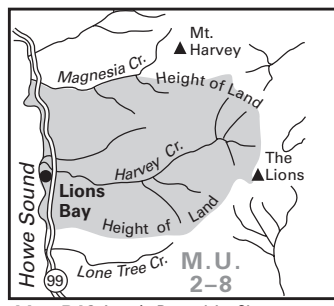 Mt.
Harvey
Magnesia Cr.
Height of Land
Harvey Cr.
The
Lions
Lions
Bay
Howe Sound
Height of Land
Lone Tree Cr.
M.U.
2–8
99